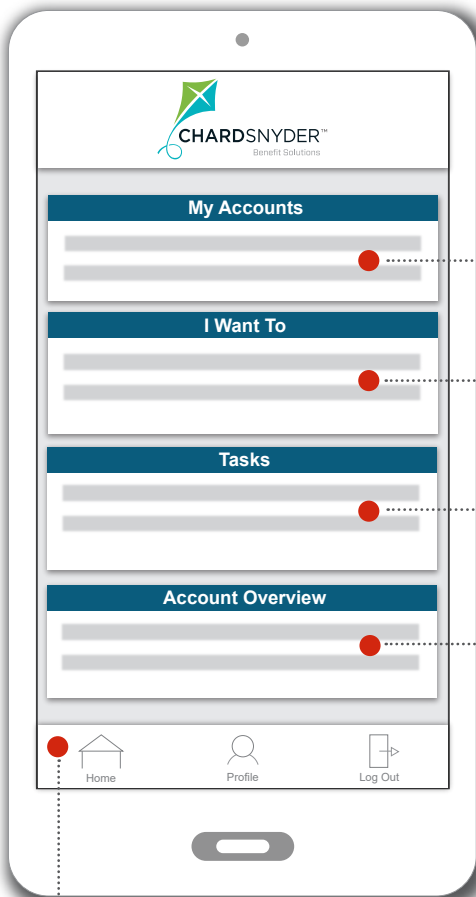 CHARDSNYDER™
Benefit Solutions
My Accounts
I Want To
Tasks
Account Overview
Home
Profile
Log Out